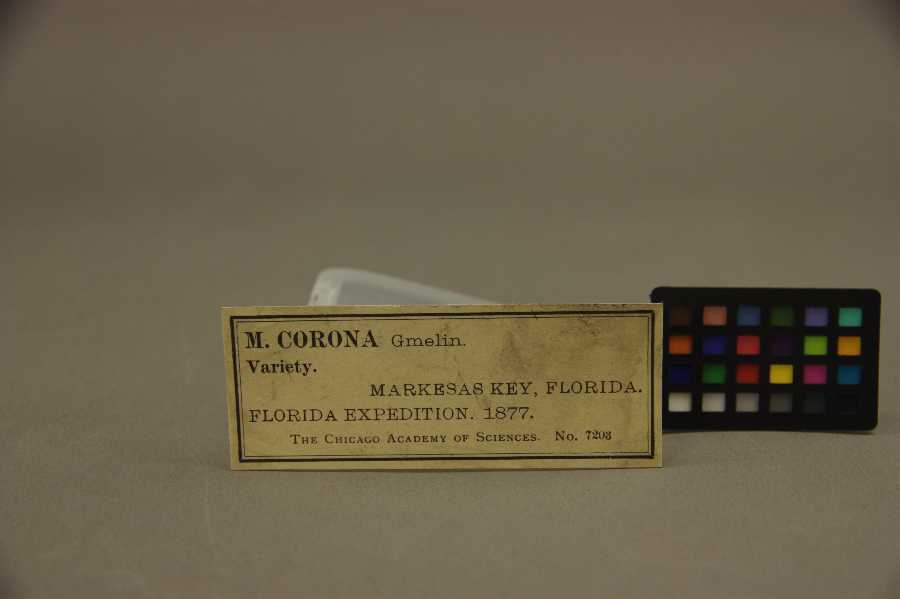 M. CORONA Gmelin.
Variety.
MARKESAS KEY, FLORIDA.
FLORIDA EXPEDITION. 1877.
THE CHICAGO ACADEMY OF SCIENCES. No. 7203